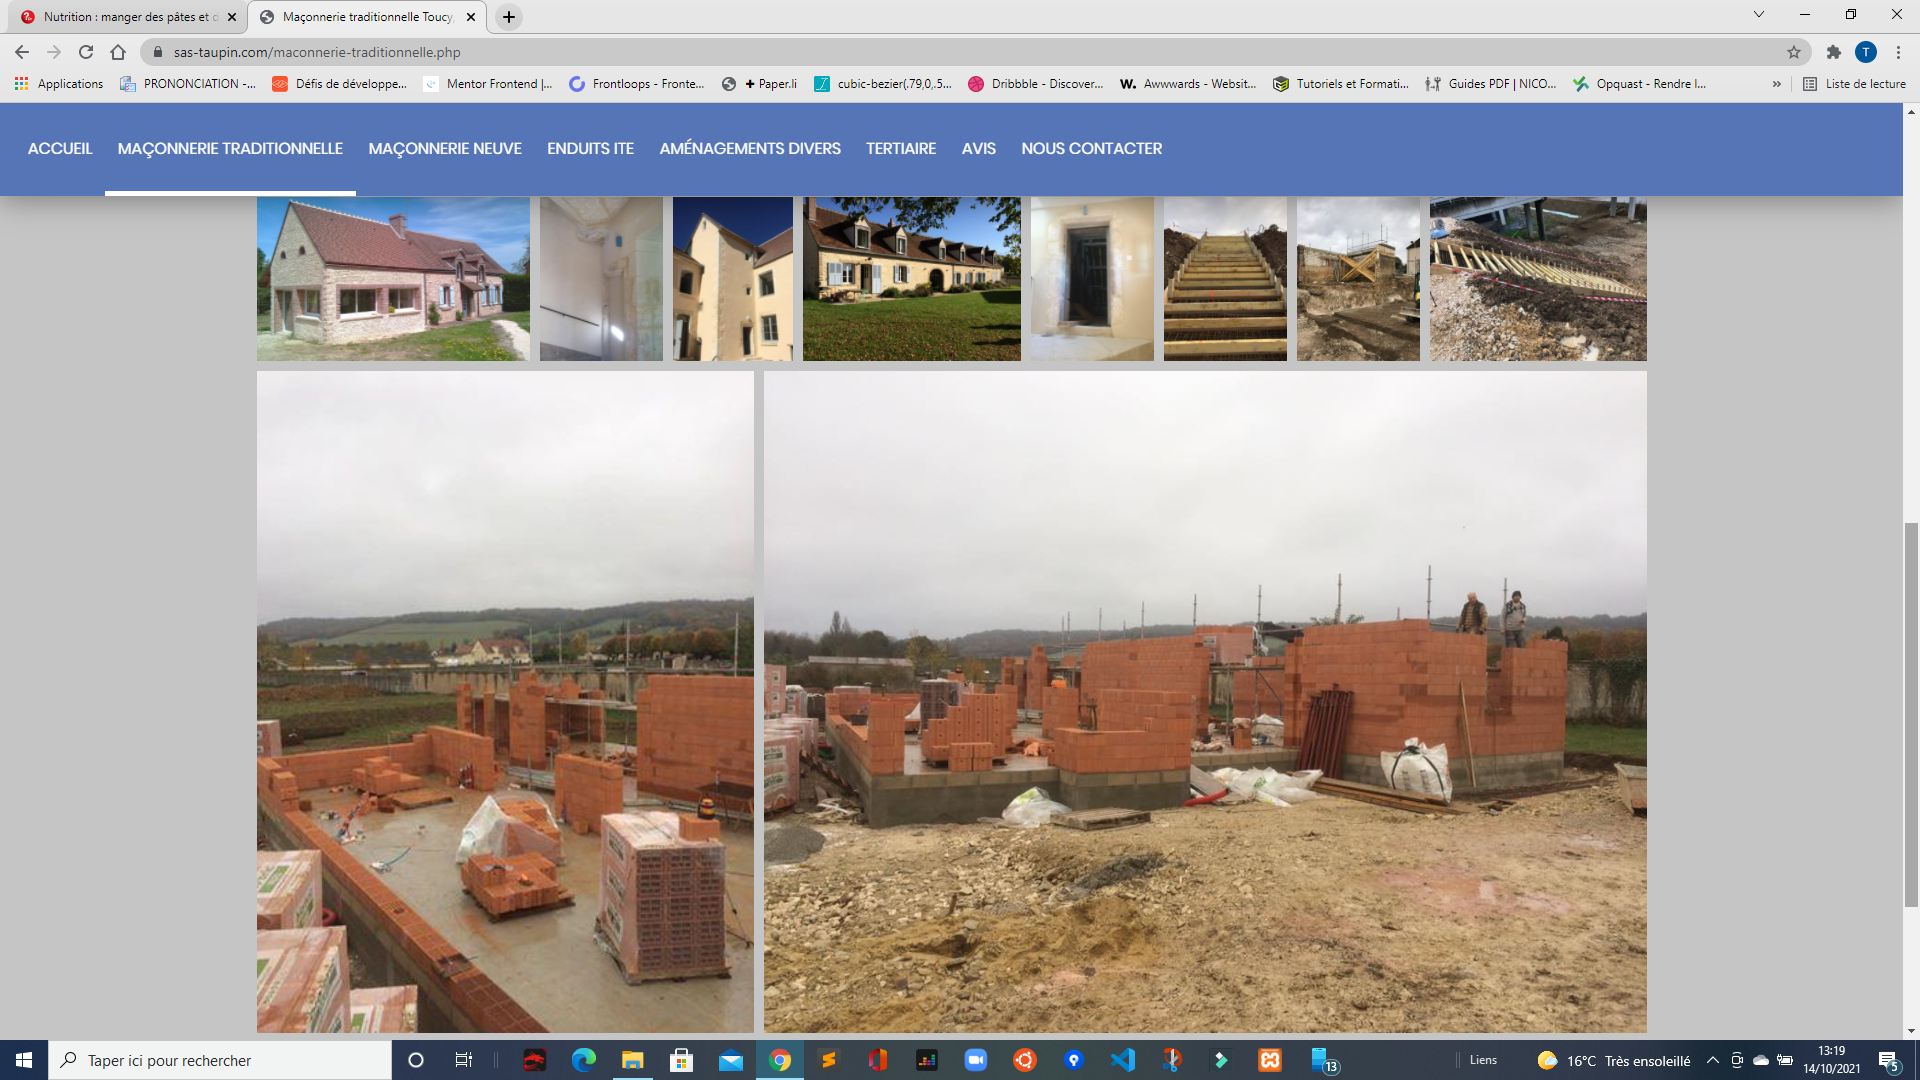 Nutrition : manger des pâtes et d
Maçonnerie traditionnelle Toucy,
sas-taupin.com/maconnerie-traditionnelle.php
T
Applications
PRONONCIATION -...
Défis de développe...
Mentor Frontend |...
Frontloops - Fronte...
+ Paper.li
cubic-bezier(.79,0,.5...
Dribbble - Discover...
W. Awwwards - Websit...
Tutoriels et Formati...
Guides PDF | NICO...
Opquast - Rendre l...
»
Liste de lecture
ACCUEIL
MAÇONNERIE TRADITIONNELLE
MAÇONNERIE NEUVE
ENDUITS ITE
AMÉNAGEMENTS DIVERS
TERTIAIRE
AVIS
NOUS CONTACTER
Taper ici pour rechercher
13
Liens
16°C Très ensoleillé
13:19
14/10/2021
5